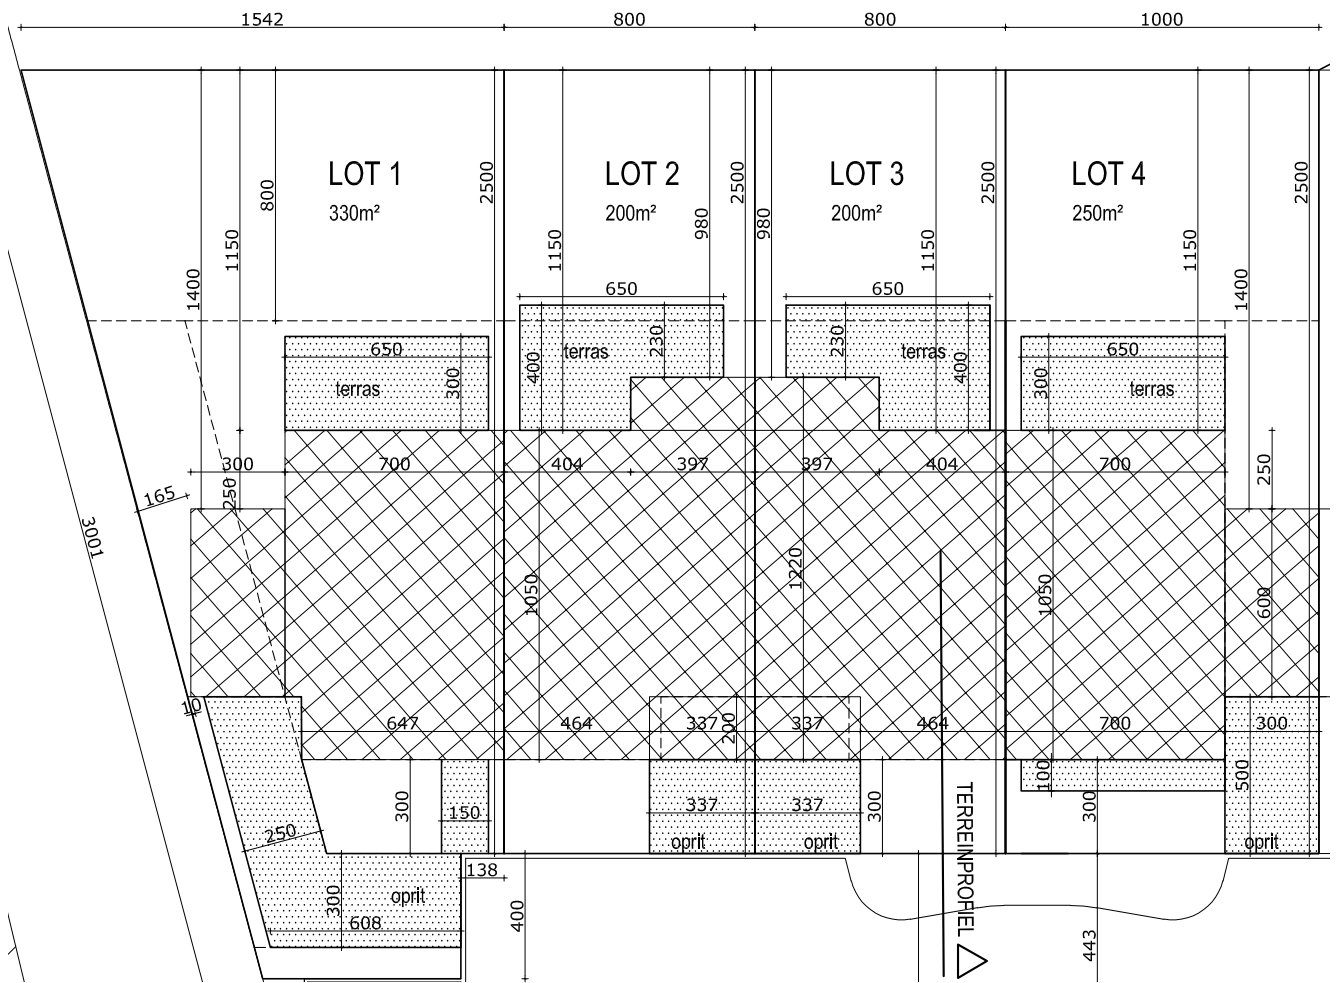 1542 800 800 1000
LOT 1 LOT 2 LOT 3 LOT 4
330m² 200m² 200m² 250m²
800 2500 980 2500 980 2500 2500
1400 1150 1150 1150 1150 1400
650 650
650 400 terras 230 230 terras 400 650
terras 300 300 terras
300 700 404 397 397 404 700
165 250 250
3001
1050 1220 1050 600
10
647 464 337 200 337 464 700 300
250 300 150 337 337 300 100 300 500
oprit oprit oprit
138
300 oprit
608 400 443
TERREINPROFIEL